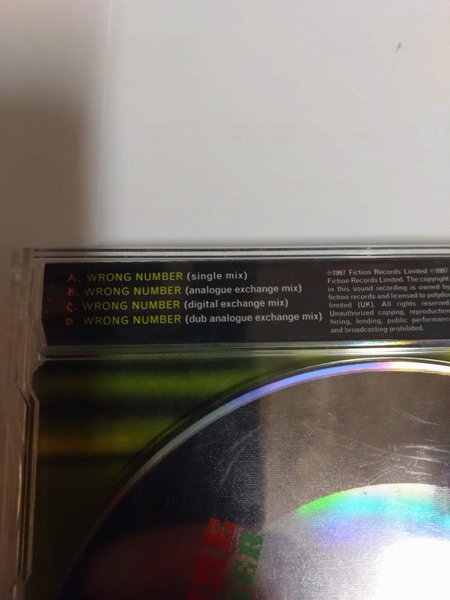 A. WRONG NUMBER (single mix)
B. WRONG NUMBER (analogue exchange mix)
C. WRONG NUMBER (digital exchange mix)
D WRONG NUMBER (dub analogue exchange mix)
℗1997 Fiction Records Limited ©1997
Fiction Records Limited. The copyright
in this sound recording is owned by
fiction records and licensed to polydor
limited (UK). All rights reserved.
Unauthorized copying, reproduction
hiring, lending, public performance
and broadcasting prohibited.